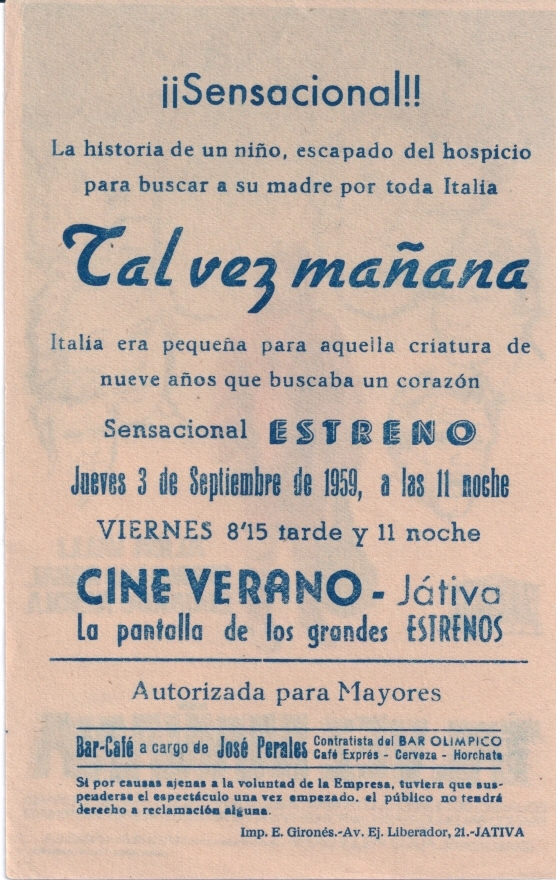 ¡¡Sensacional!!
La historia de un niño, escapado del hospicio
para buscar a su madre por toda Italia
Tal vez mañana
Italia era pequeña para aquella criatura de
nueve años que buscaba un corazón
Sensacional ESTRENO
Jueves 3 de Septiembre de 1959, a las 11 noche
VIERNES 8'15 tarde y 11 noche
CINE VERANO - Játiva
La pantalla de los grandes ESTRENOS
Autorizada para Mayores
Bar-Café a cargo de José Perales Contratista del BAR OLIMPICO
Café Exprés - Cerveza - Horchata
Si por causas ajenas a la voluntad de la Empresa, tuviera que sus-
penderse el espectáculo una vez empezado. el público no tendrá
derecho a reclamación alguna.
Imp. E. Gironés.-Av. Ej. Liberador, 21.-JATIVA